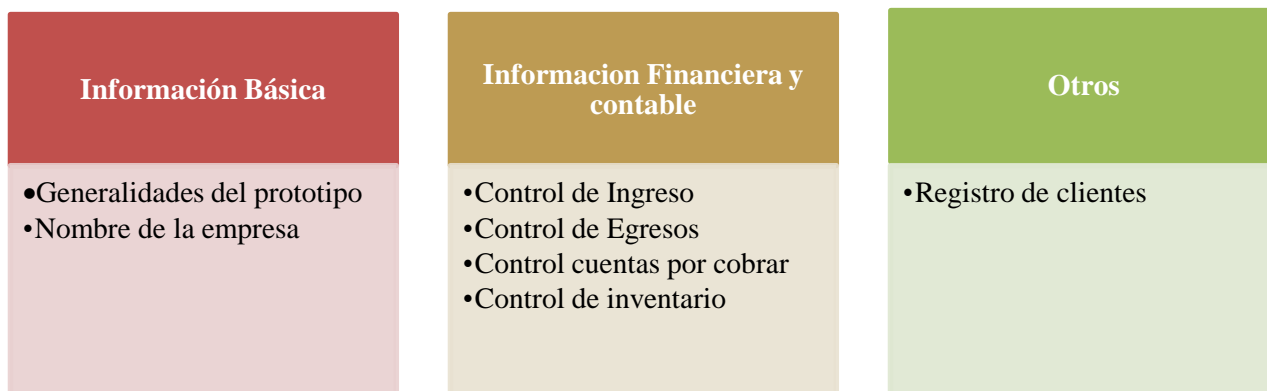 Información Básica
•Generalidades del prototipo
•Nombre de la empresa
Informacion Financiera y
contable
•Control de Ingreso
•Control de Egresos
•Control cuentas por cobrar
•Control de inventario
Otros
•Registro de clientes